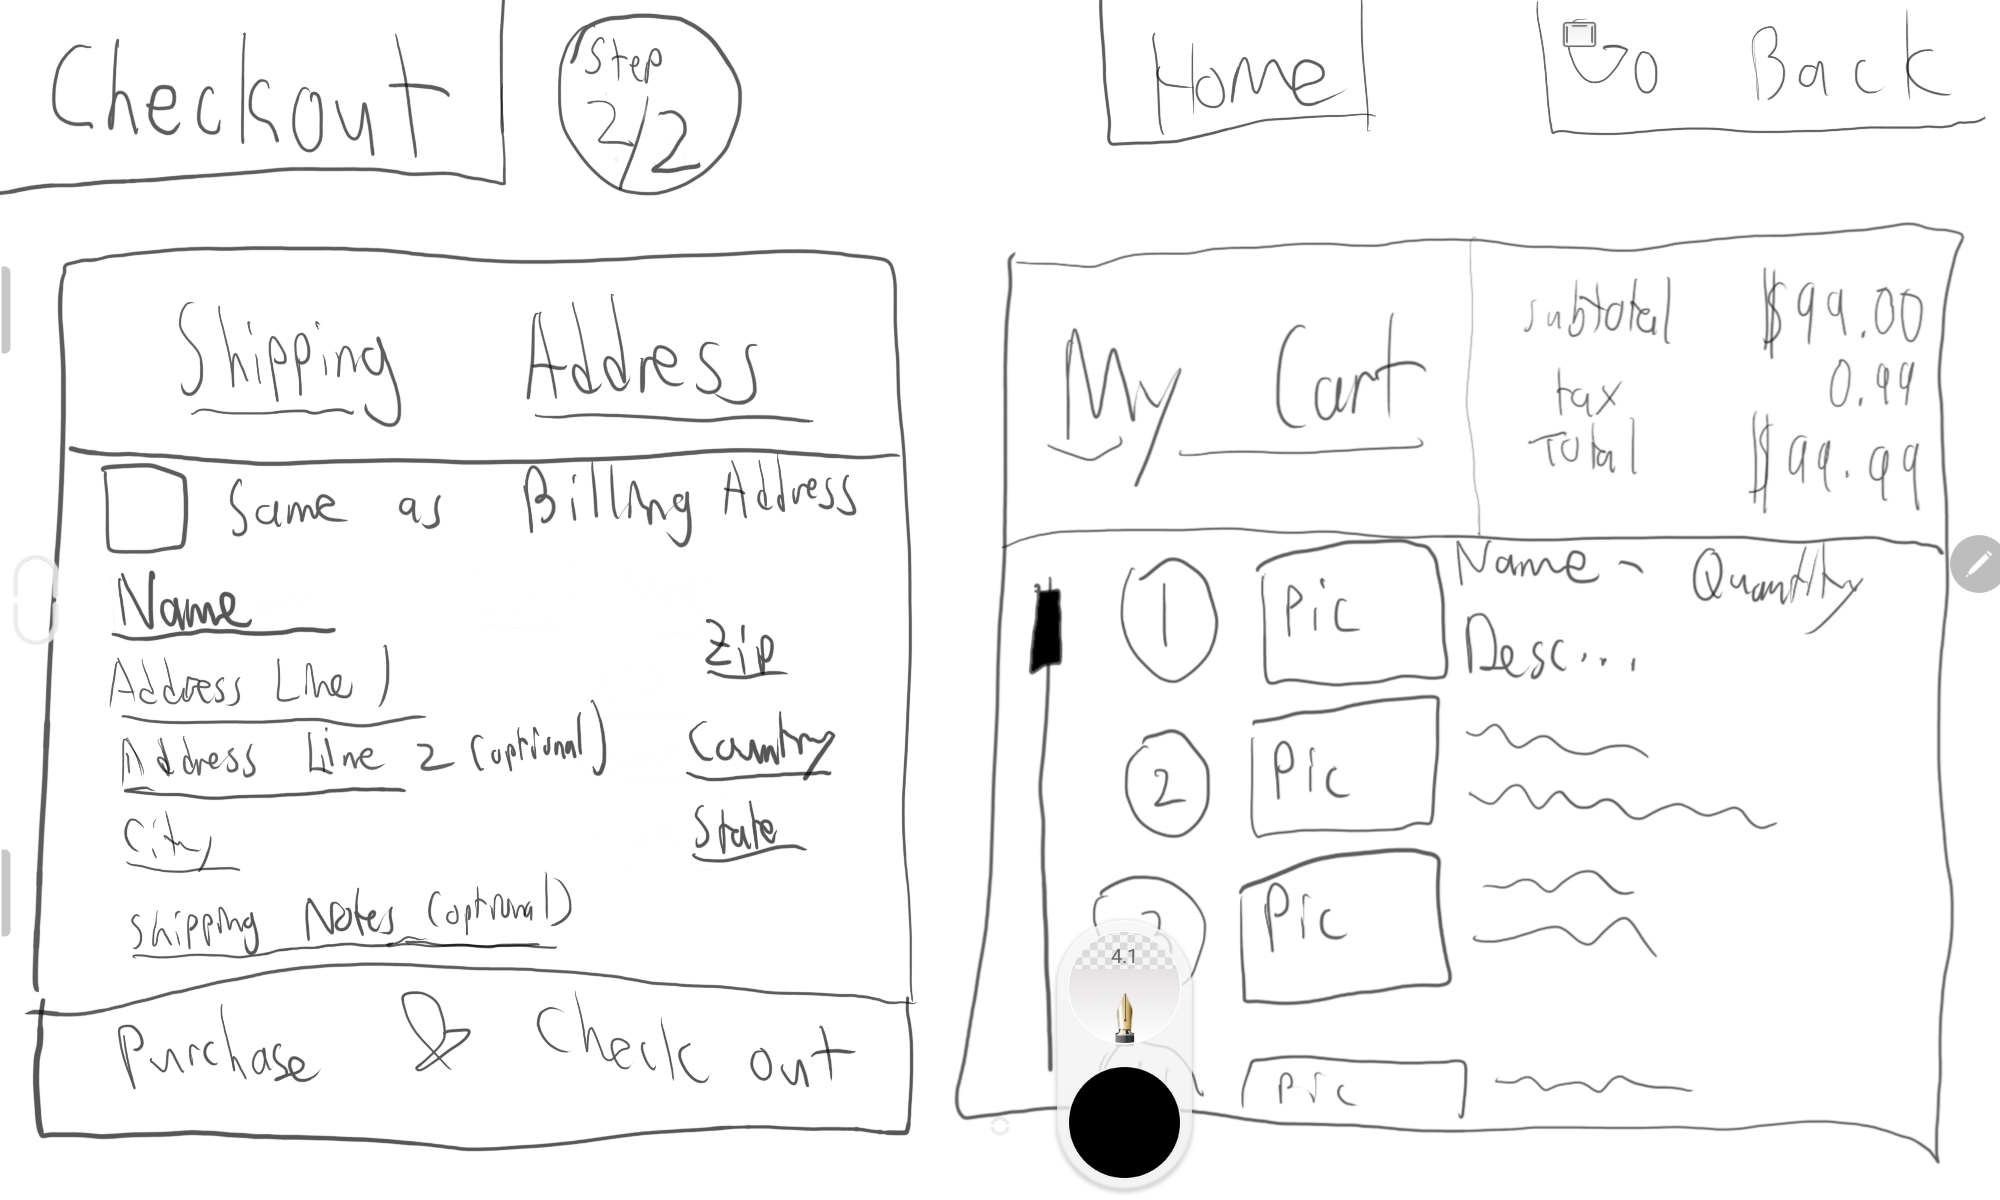 Checkout
Step
2/2
Home
Go Back
Shipping Address
Same as Billing Address
Name
Address Line 1
Address Line 2 (optional)
City
Shipping Notes (optional)
Zip
Country
State
Purchase & Check out
My Cart
subtotal $99.00
tax 0.99
Total $99.99
1 Pic Name - Quantity
Desc...
2 Pic
Pic
4.1
Pic